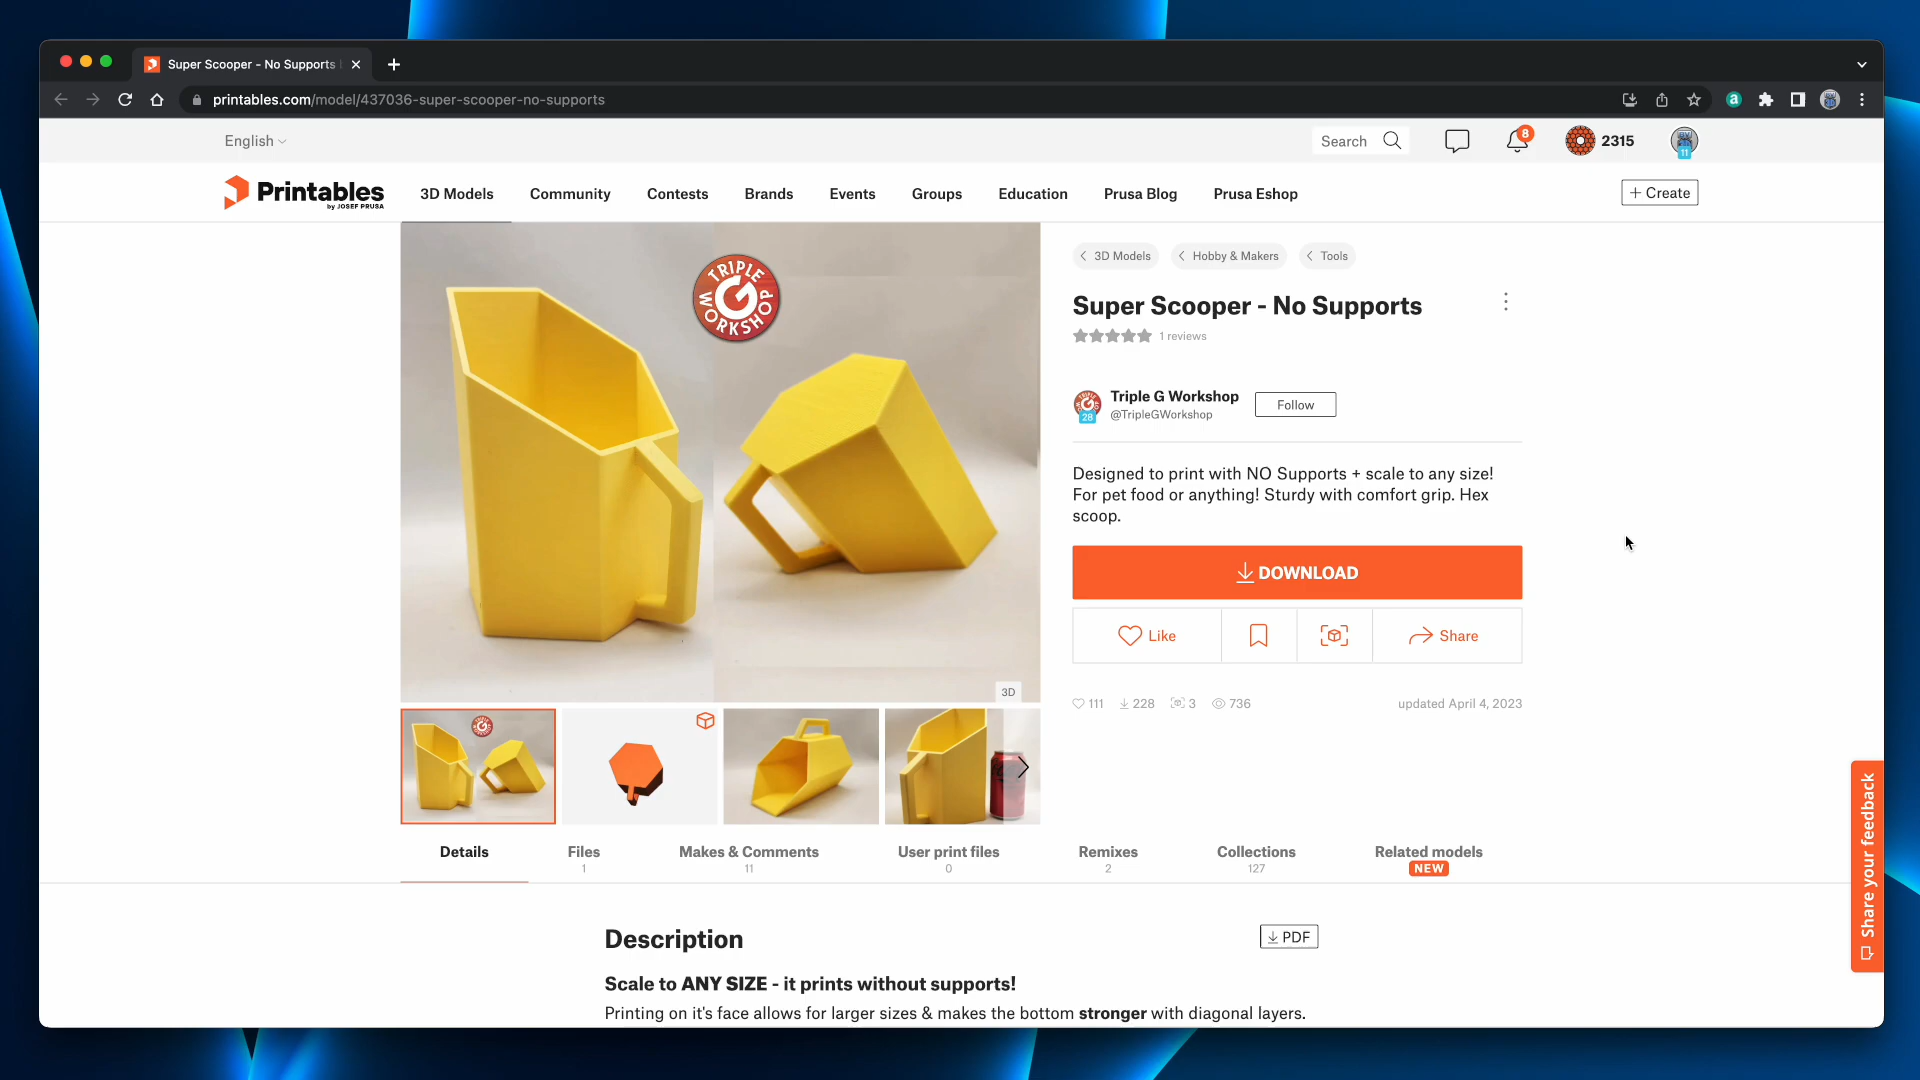 Super Scooper - No Supports
printables.com/model/437036-super-scooper-no-supports
English
Search
8
2315
11
Printables
by JOSEF PRUSA
3D Models
Community
Contests
Brands
Events
Groups
Education
Prusa Blog
Prusa Eshop
+ Create
TRIPLE G WORKSHOP
3D
3D Models
Hobby & Makers
Tools
Super Scooper - No Supports
1 reviews
Triple G Workshop
28
@TripleGWorkshop
Follow
Designed to print with NO Supports + scale to any size!
For pet food or anything! Sturdy with comfort grip. Hex
scoop.
DOWNLOAD
Like
Share
111
228
3
736
updated April 4, 2023
Details
Files
1
Makes & Comments
11
User print files
0
Remixes
2
Collections
127
Related models
NEW
Share your feedback
Description
PDF
Scale to ANY SIZE - it prints without supports!
Printing on it's face allows for larger sizes & makes the bottom stronger with diagonal layers.